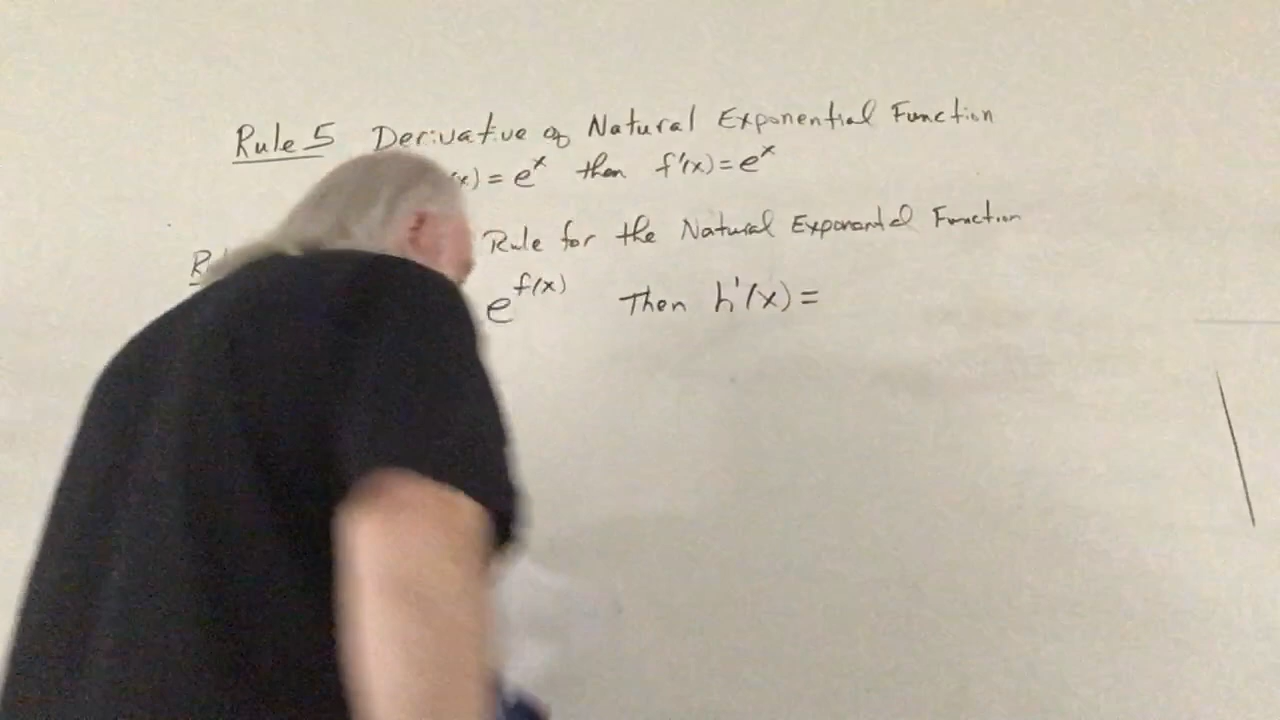 Rule 5 Derivative of Natural Exponential Function
(x) = e^x then f'(x) = e^x
Rule for the Natural Exponential Function
e^f(x) Then h'(x) =